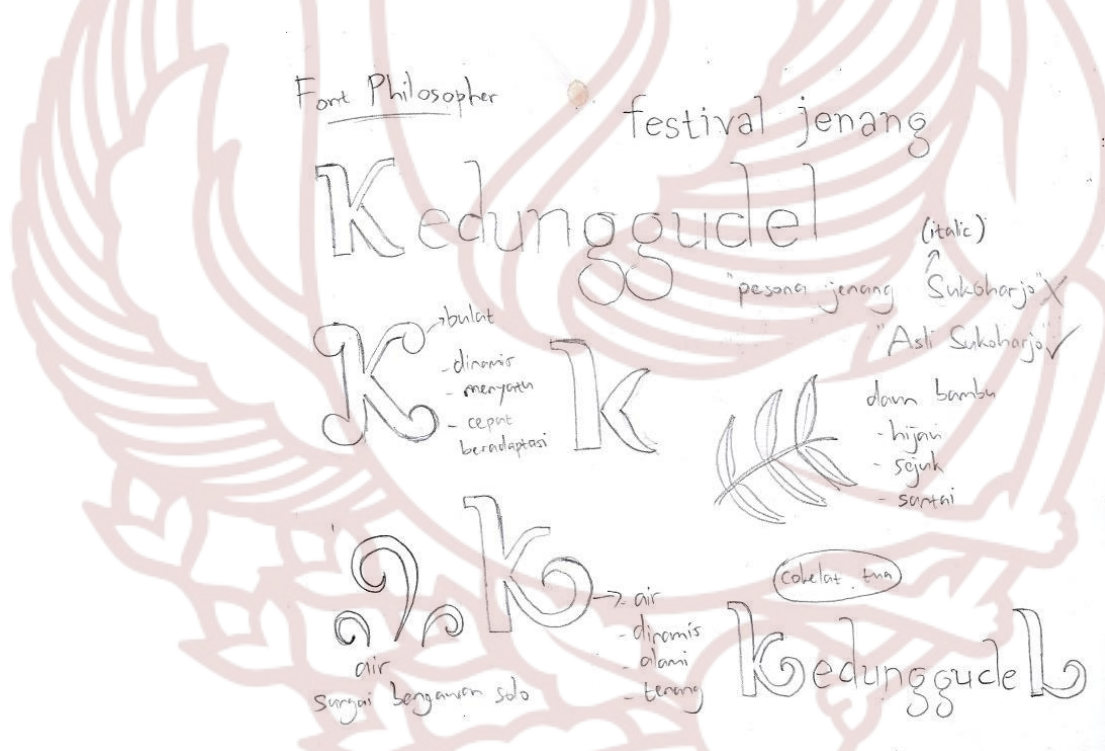 Font Philosopher
festival jenang
Kedunggudel
(italic)
"pesona jenang Sukoharjo" X
"Asli Sukoharjo" ✓
K
bulat
- dinamis
- menyatu
- cepat
beradaptasi
k
daun bambu
- hijau
- sejuk
- santai
k
- air
- dinamis
- alami
- tenang
air
sungai bengawan solo
cokelat tua
kedunggudel